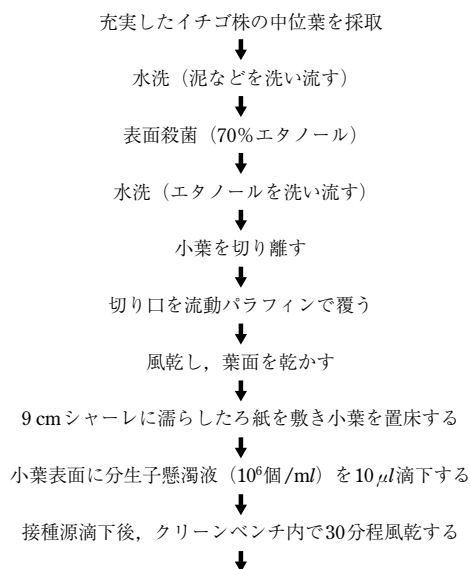 充実したイチゴ株の中位葉を採取
↓
水洗（泥などを洗い流す）
↓
表面殺菌（70％エタノール）
↓
水洗（エタノールを洗い流す）
↓
小葉を切り離す
↓
切り口を流動パラフィンで覆う
↓
風乾し，葉面を乾かす
↓
9 cmシャーレに濡らしたろ紙を敷き小葉を置床する
↓
小葉表面に分生子懸濁液（10⁶個/ml）を10 μl滴下する
↓
接種源滴下後，クリーンベンチ内で30分程風乾する
↓